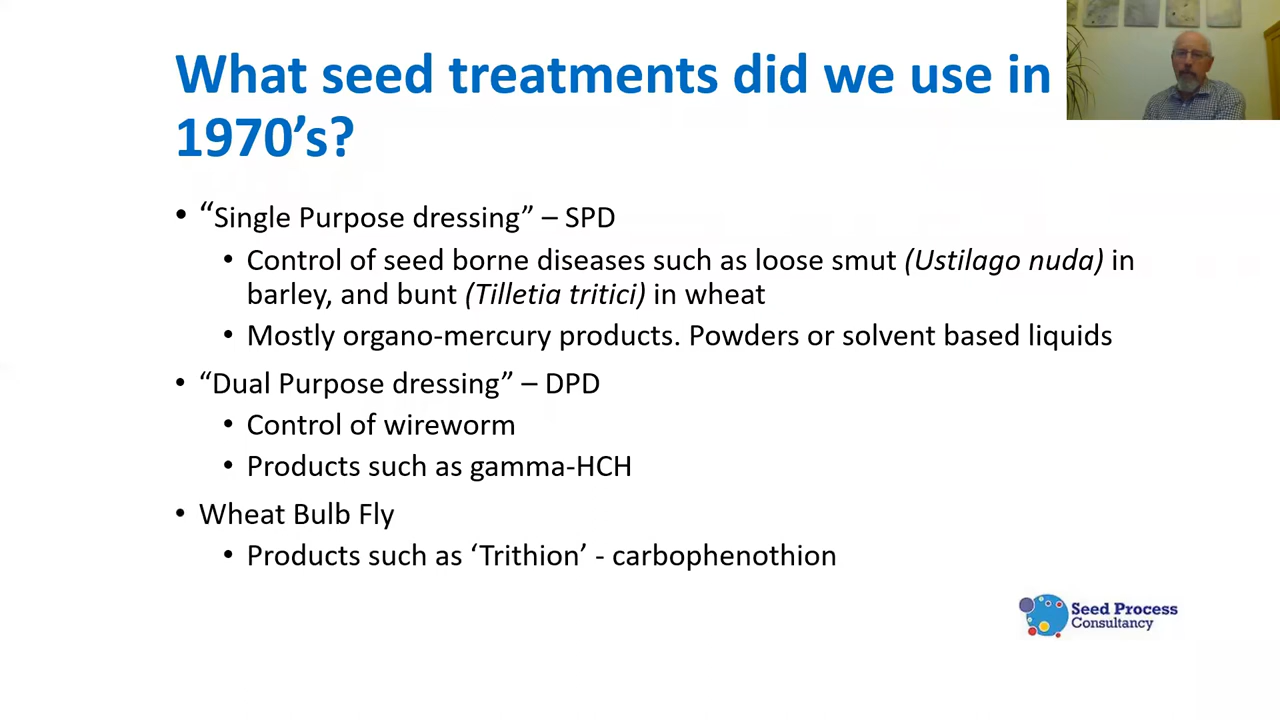 What seed treatments did we use in
1970’s?
• “Single Purpose dressing” – SPD
• Control of seed borne diseases such as loose smut (Ustilago nuda) in
barley, and bunt (Tilletia tritici) in wheat
• Mostly organo-mercury products. Powders or solvent based liquids
• “Dual Purpose dressing” – DPD
• Control of wireworm
• Products such as gamma-HCH
• Wheat Bulb Fly
• Products such as ‘Trithion’ - carbophenothion
Seed Process
Consultancy